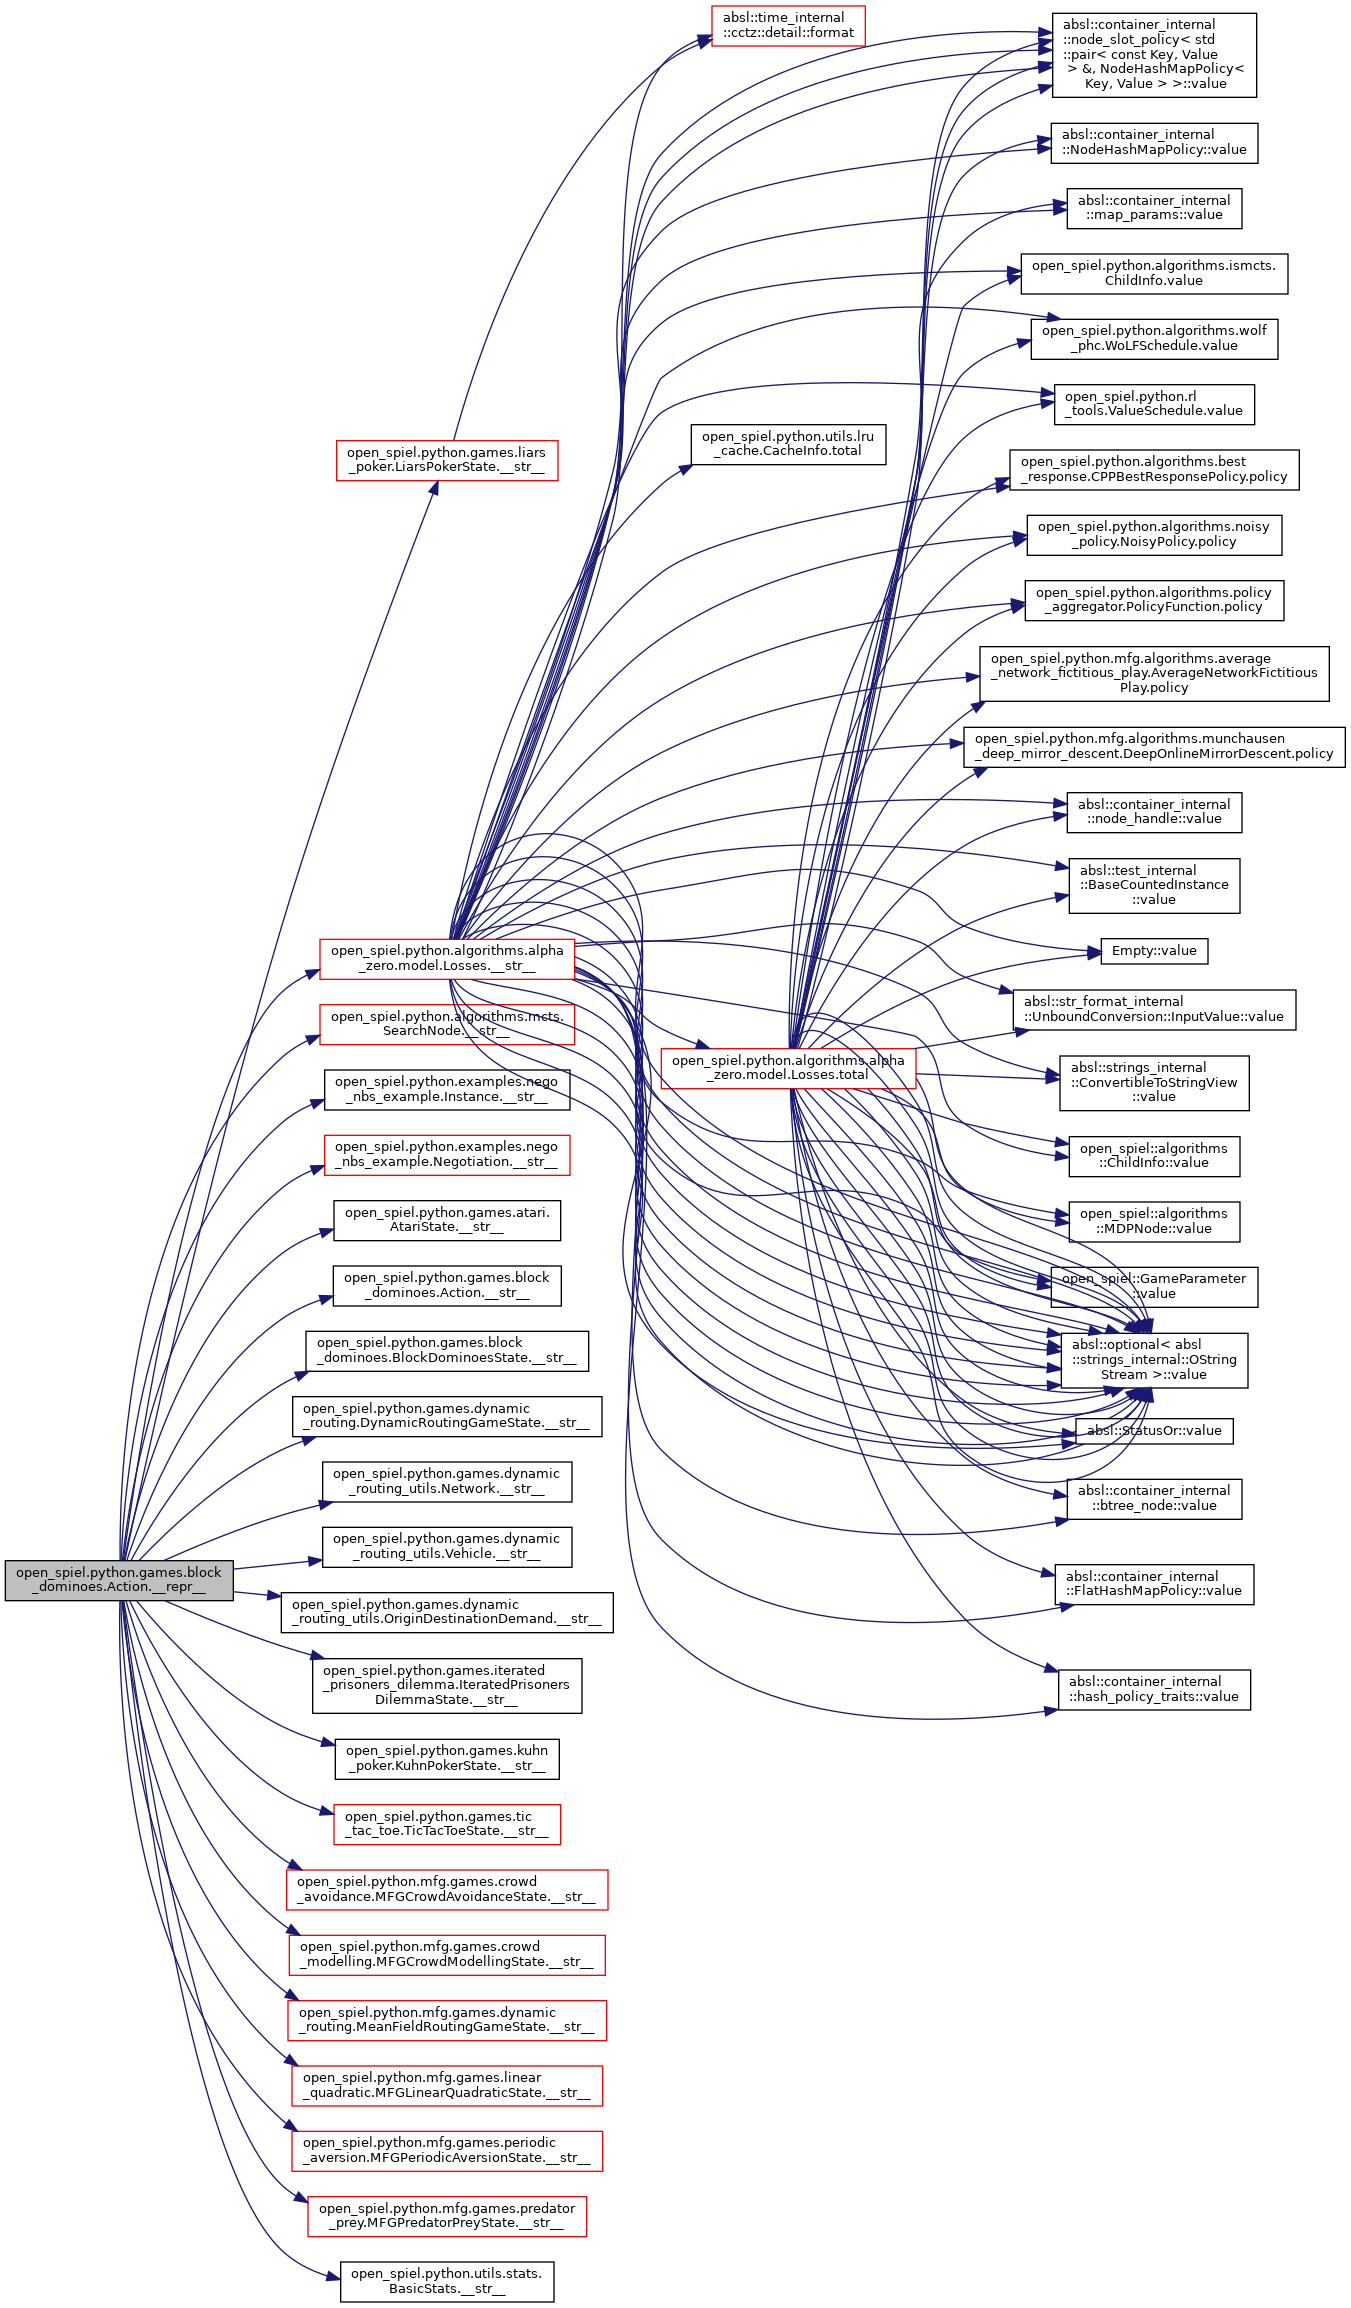 open_spiel.python.games.block
_dominoes.Action.__repr__
open_spiel.python.games.liars
_poker.LiarsPokerState.__str__
open_spiel.python.algorithms.alpha
_zero.model.Losses.__str__
open_spiel.python.algorithms.mcts.
SearchNode.__str__
open_spiel.python.examples.nego
_nbs_example.Instance.__str__
open_spiel.python.examples.nego
_nbs_example.Negotiation.__str__
open_spiel.python.games.atari.
AtariState.__str__
open_spiel.python.games.block
_dominoes.Action.__str__
open_spiel.python.games.block
_dominoes.BlockDominoesState.__str__
open_spiel.python.games.dynamic
_routing.DynamicRoutingGameState.__str__
open_spiel.python.games.dynamic
_routing_utils.Network.__str__
open_spiel.python.games.dynamic
_routing_utils.Vehicle.__str__
open_spiel.python.games.dynamic
_routing_utils.OriginDestinationDemand.__str__
open_spiel.python.games.iterated
_prisoners_dilemma.IteratedPrisoners
DilemmaState.__str__
open_spiel.python.games.kuhn
_poker.KuhnPokerState.__str__
open_spiel.python.games.tic
_tac_toe.TicTacToeState.__str__
open_spiel.python.mfg.games.crowd
_avoidance.MFGCrowdAvoidanceState.__str__
open_spiel.python.mfg.games.crowd
_modelling.MFGCrowdModellingState.__str__
open_spiel.python.mfg.games.dynamic
_routing.MeanFieldRoutingGameState.__str__
open_spiel.python.mfg.games.linear
_quadratic.MFGLinearQuadraticState.__str__
open_spiel.python.mfg.games.periodic
_aversion.MFGPeriodicAversionState.__str__
open_spiel.python.mfg.games.predator
_prey.MFGPredatorPreyState.__str__
open_spiel.python.utils.stats.
BasicStats.__str__
absl::time_internal
::cctz::detail::format
open_spiel.python.utils.lru
_cache.CacheInfo.total
open_spiel.python.algorithms.alpha
_zero.model.Losses.total
absl::container_internal
::node_slot_policy< std
::pair< const Key, Value
> &, NodeHashMapPolicy<
Key, Value > >::value
absl::container_internal
::NodeHashMapPolicy::value
absl::container_internal
::map_params::value
open_spiel.python.algorithms.ismcts.
ChildInfo.value
open_spiel.python.algorithms.wolf
_phc.WoLFSchedule.value
open_spiel.python.rl
_tools.ValueSchedule.value
open_spiel.python.algorithms.best
_response.CPPBestResponsePolicy.policy
open_spiel.python.algorithms.noisy
_policy.NoisyPolicy.policy
open_spiel.python.algorithms.policy
_aggregator.PolicyFunction.policy
open_spiel.python.mfg.algorithms.average
_network_fictitious_play.AverageNetworkFictitious
Play.policy
open_spiel.python.mfg.algorithms.munchausen
_deep_mirror_descent.DeepOnlineMirrorDescent.policy
absl::container_internal
::node_handle::value
absl::test_internal
::BaseCountedInstance
::value
Empty::value
absl::str_format_internal
::UnboundConversion::InputValue::value
absl::strings_internal
::ConvertibleToStringView
::value
open_spiel::algorithms
::ChildInfo::value
open_spiel::algorithms
::MDPNode::value
open_spiel::GameParameter
::value
absl::optional< absl
::strings_internal::OString
Stream >::value
absl::StatusOr::value
absl::container_internal
::btree_node::value
absl::container_internal
::FlatHashMapPolicy::value
absl::container_internal
::hash_policy_traits::value